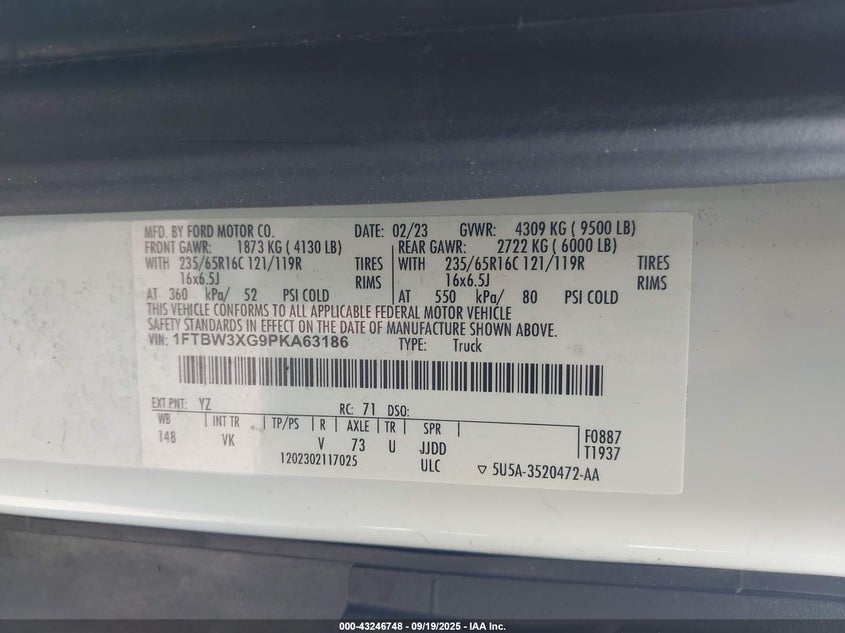 MFD. BY FORD MOTOR CO. DATE: 02/23 GVWR: 4309 KG ( 9500 LB)
FRONT GAWR: 1873 KG ( 4130 LB) REAR GAWR: 2722 KG ( 6000 LB)
WITH 235/65R16C 121/119R TIRES WITH 235/65R16C 121/119R TIRES
16x6.5J RIMS 16x6.5J RIMS
AT 360 kPa/ 52 PSI COLD AT 550 kPa/ 80 PSI COLD
THIS VEHICLE CONFORMS TO ALL APPLICABLE FEDERAL MOTOR VEHICLE
SAFETY STANDARDS IN EFFECT ON THE DATE OF MANUFACTURE SHOWN ABOVE.
VIN: 1FTBW3XG9PKA63186 TYPE: Truck
EXT PNT: YZ RC: 71 DSO:
WB INT TR TP/PS R AXLE TR SPR F0887
148 VK V 73 U JJDD T1937
1202302117025 ULC 5U5A-3520472-AA
000-43246748 - 09/19/2025 - IAA Inc.